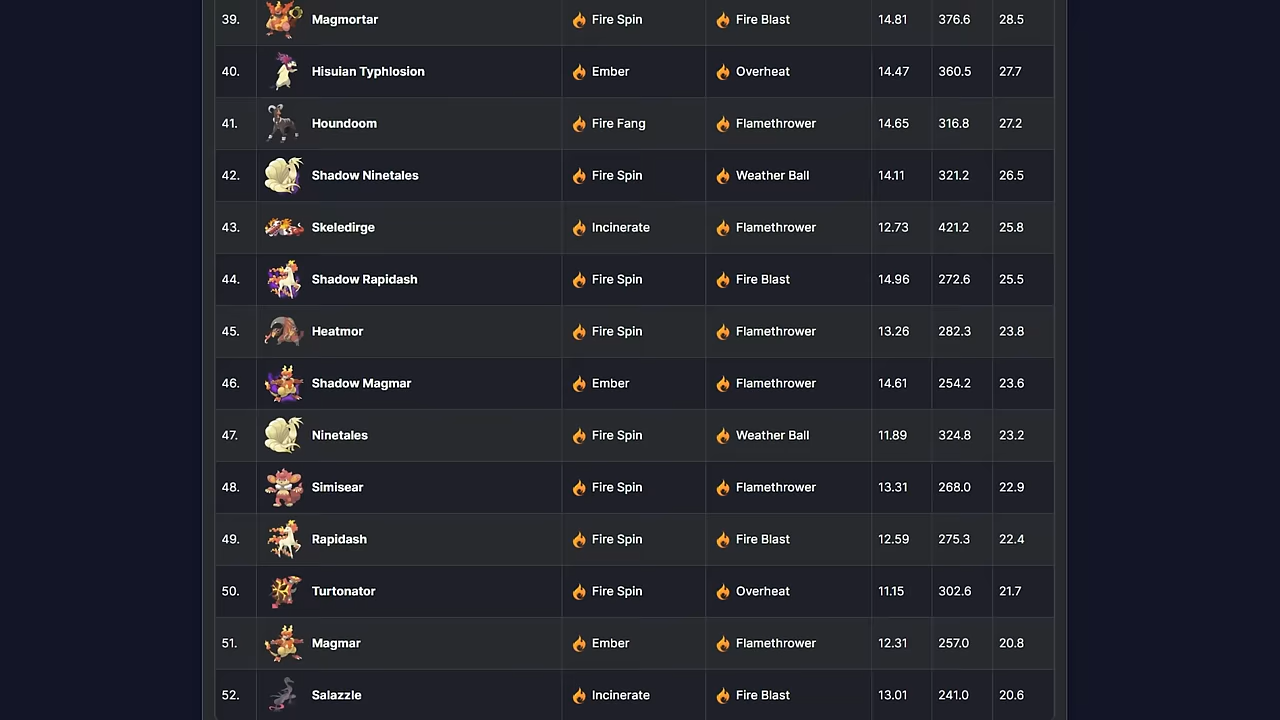 39. Magmortar Fire Spin Fire Blast 14.81 376.6 28.5
40. Hisuian Typhlosion Ember Overheat 14.47 360.5 27.7
41. Houndoom Fire Fang Flamethrower 14.65 316.8 27.2
42. Shadow Ninetales Fire Spin Weather Ball 14.11 321.2 26.5
43. Skeledirge Incinerate Flamethrower 12.73 421.2 25.8
44. Shadow Rapidash Fire Spin Fire Blast 14.96 272.6 25.5
45. Heatmor Fire Spin Flamethrower 13.26 282.3 23.8
46. Shadow Magmar Ember Flamethrower 14.61 254.2 23.6
47. Ninetales Fire Spin Weather Ball 11.89 324.8 23.2
48. Simisear Fire Spin Flamethrower 13.31 268.0 22.9
49. Rapidash Fire Spin Fire Blast 12.59 275.3 22.4
50. Turtonator Fire Spin Overheat 11.15 302.6 21.7
51. Magmar Ember Flamethrower 12.31 257.0 20.8
52. Salazzle Incinerate Fire Blast 13.01 241.0 20.6